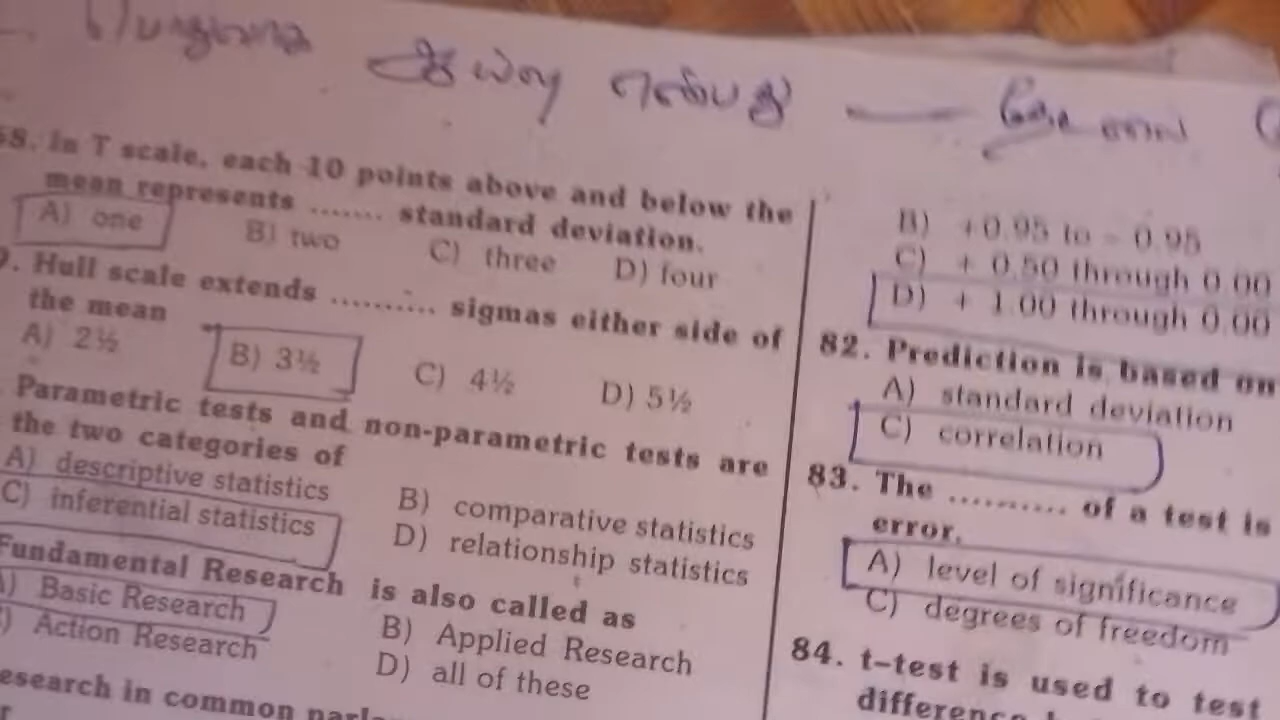 பொதுவாக ஆய்வு என்பது —
68. In T scale, each 10 points above and below the
mean represents ....... standard deviation.
A) one B) two C) three D) four
9. Hull scale extends .......... sigmas either side of
the mean
A) 2½ B) 3½ C) 4½ D) 5½
Parametric tests and non-parametric tests are
the two categories of
A) descriptive statistics B) comparative statistics
C) inferential statistics D) relationship statistics
Fundamental Research is also called as
A) Basic Research B) Applied Research
C) Action Research D) all of these
esearch in common
B) +0.95 to - 0.95
C) + 0.50 through 0.00
D) + 1.00 through 0.00
82. Prediction is based on
A) standard deviation
C) correlation
83. The .......... of a test is
error.
A) level of significance
C) degrees of freedom
84. t-test is used to test